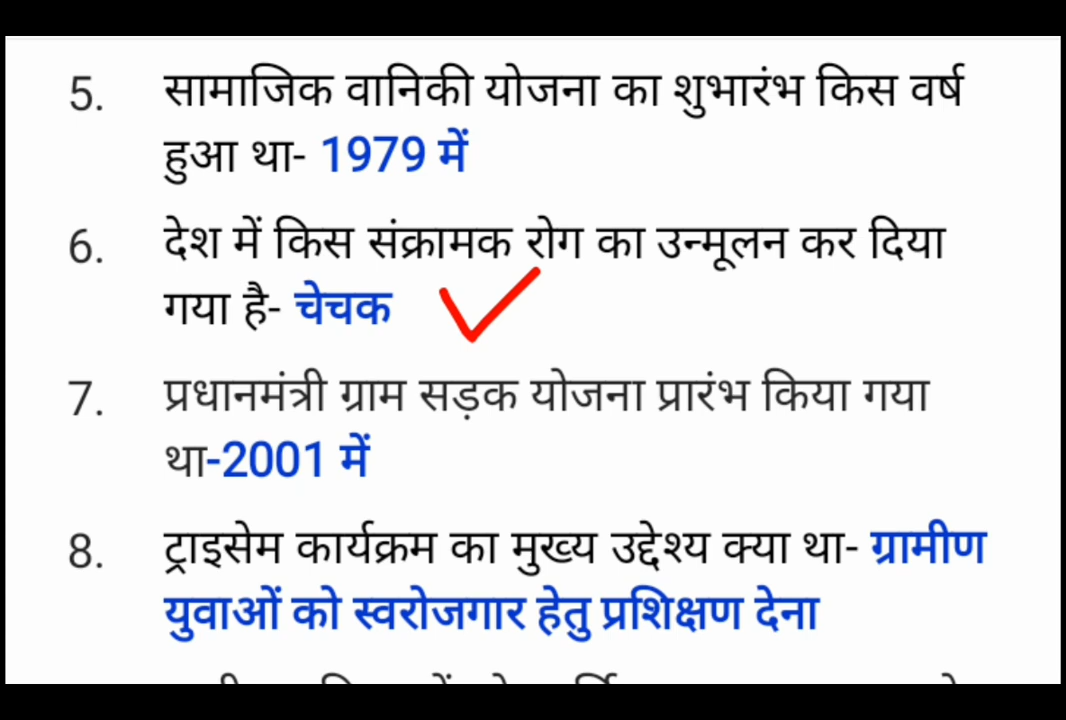 5. सामाजिक वानिकी योजना का शुभारंभ किस वर्ष
हुआ था- 1979 में
6. देश में किस संक्रामक रोग का उन्मूलन कर दिया
गया है- चेचक
7. प्रधानमंत्री ग्राम सड़क योजना प्रारंभ किया गया
था-2001 में
8. ट्राइसेम कार्यक्रम का मुख्य उद्देश्य क्या था- ग्रामीण
युवाओं को स्वरोजगार हेतु प्रशिक्षण देना